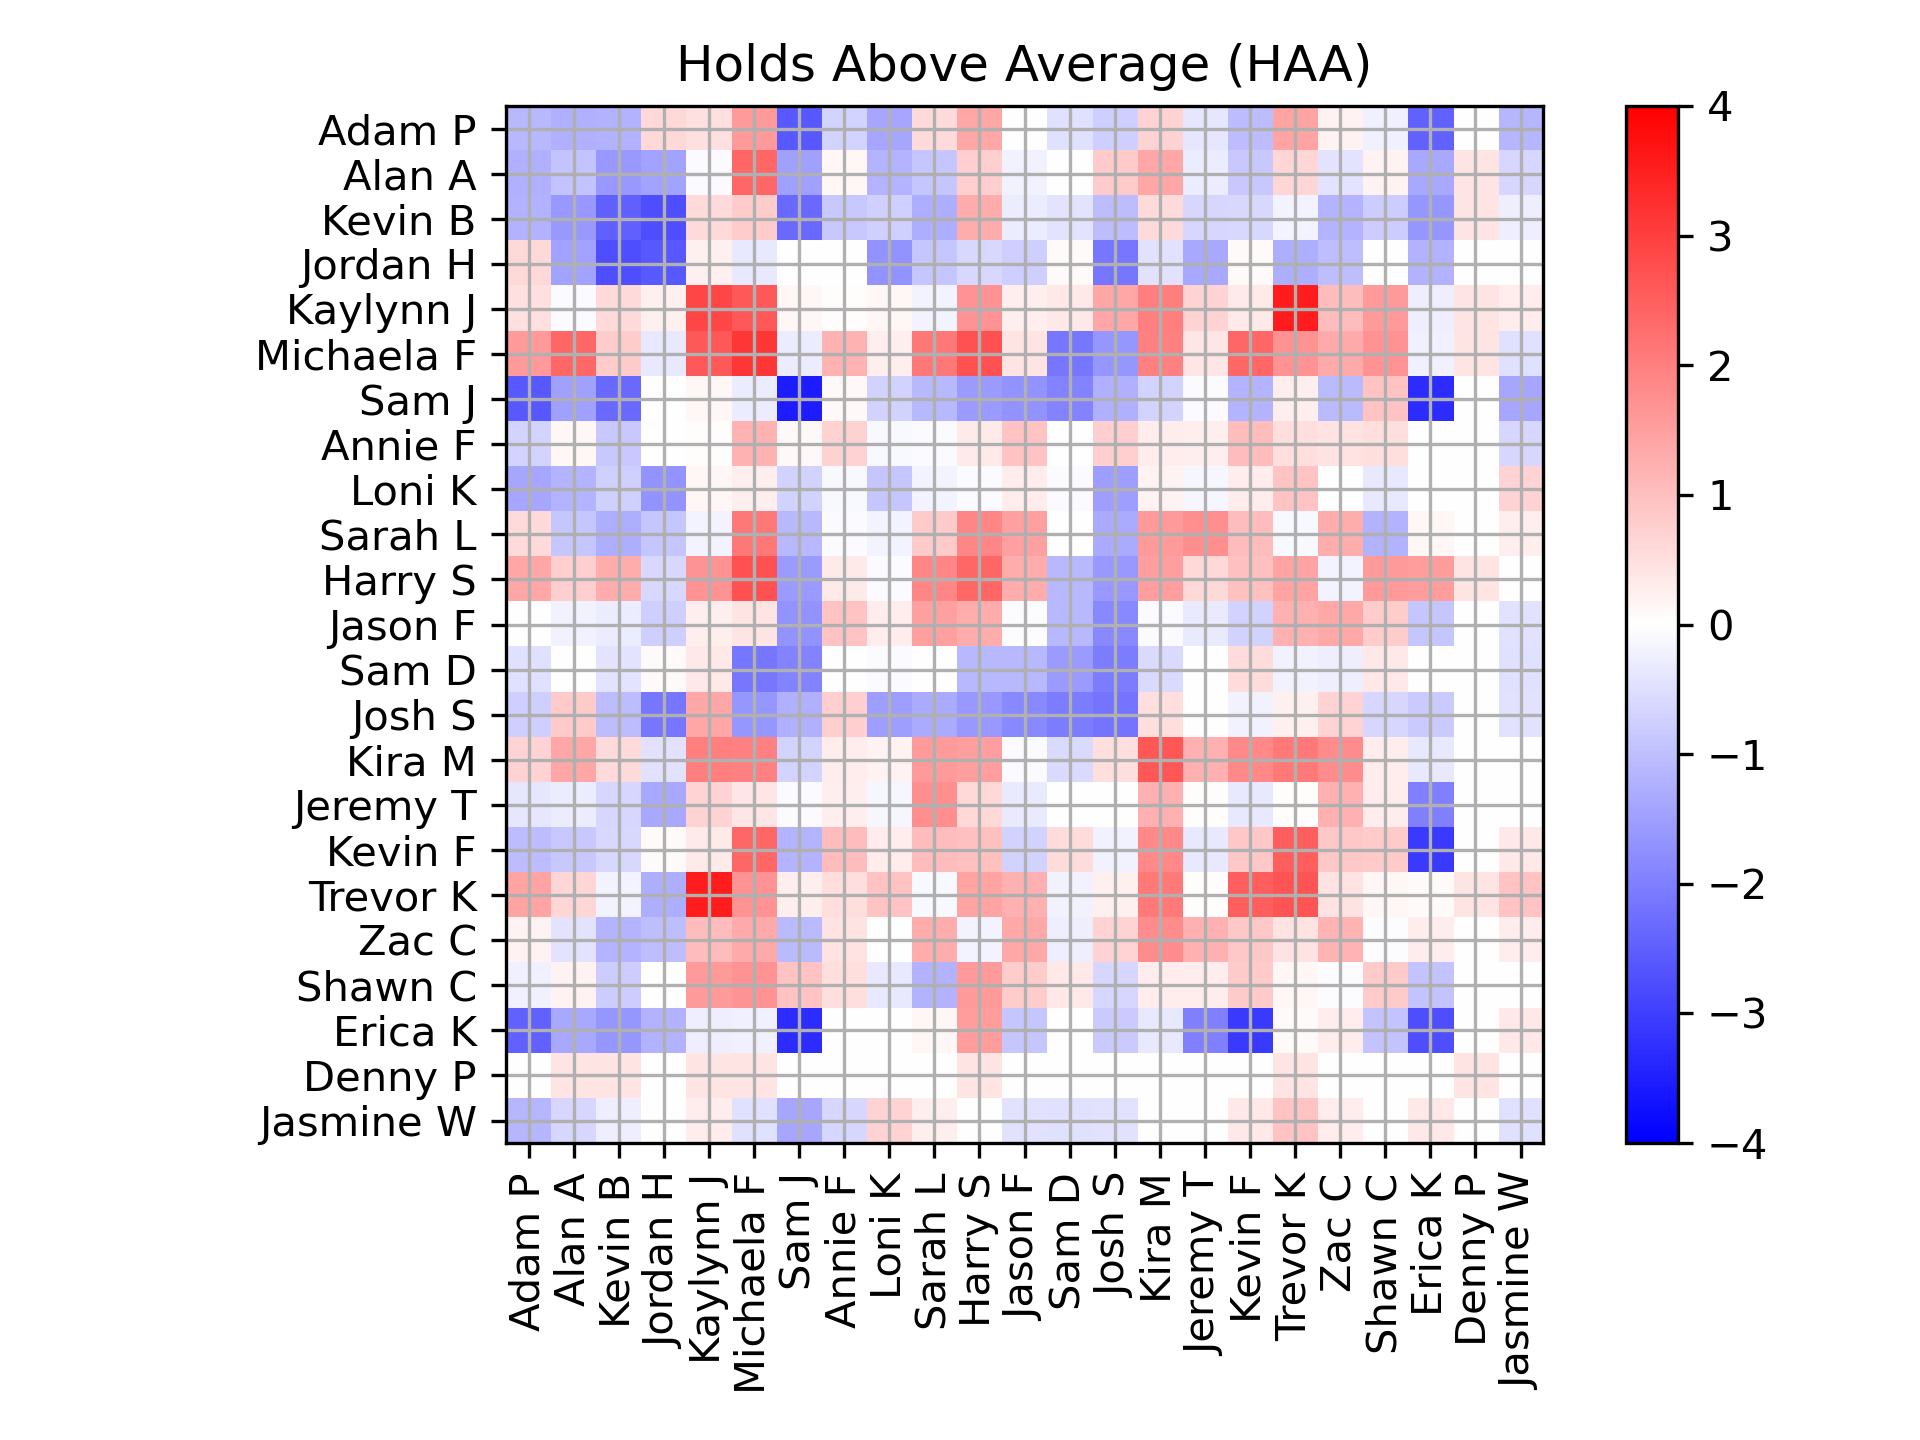 Holds Above Average (HAA)
Adam P
Alan A
Kevin B
Jordan H
Kaylynn J
Michaela F
Sam J
Annie F
Loni K
Sarah L
Harry S
Jason F
Sam D
Josh S
Kira M
Jeremy T
Kevin F
Trevor K
Zac C
Shawn C
Erica K
Denny P
Jasmine W
Adam P
Alan A
Kevin B
Jordan H
Kaylynn J
Michaela F
Sam J
Annie F
Loni K
Sarah L
Harry S
Jason F
Sam D
Josh S
Kira M
Jeremy T
Kevin F
Trevor K
Zac C
Shawn C
Erica K
Denny P
Jasmine W
4
3
2
1
0
−1
−2
−3
−4